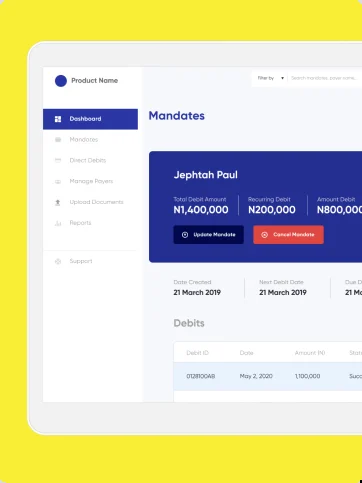 Product Name
Filter by
Search mandates, payer name,
Dashboard
Mandates
Mandates
Direct Debits
Manage Payers
Upload Documents
Reports
Support
Jephtah Paul
Total Debit Amount
Recurring Debit
Amount Debit
N1,400,000
N200,000
N800,000
Update Mandate
Cancel Mandate
Date Created
Next Debit Date
Due D
21 March 2019
21 March 2019
21 Ma
Debits
Debit ID
Date
Amount (N)
Stat
0128100AB
May 2, 2020
1,100,000
Succ